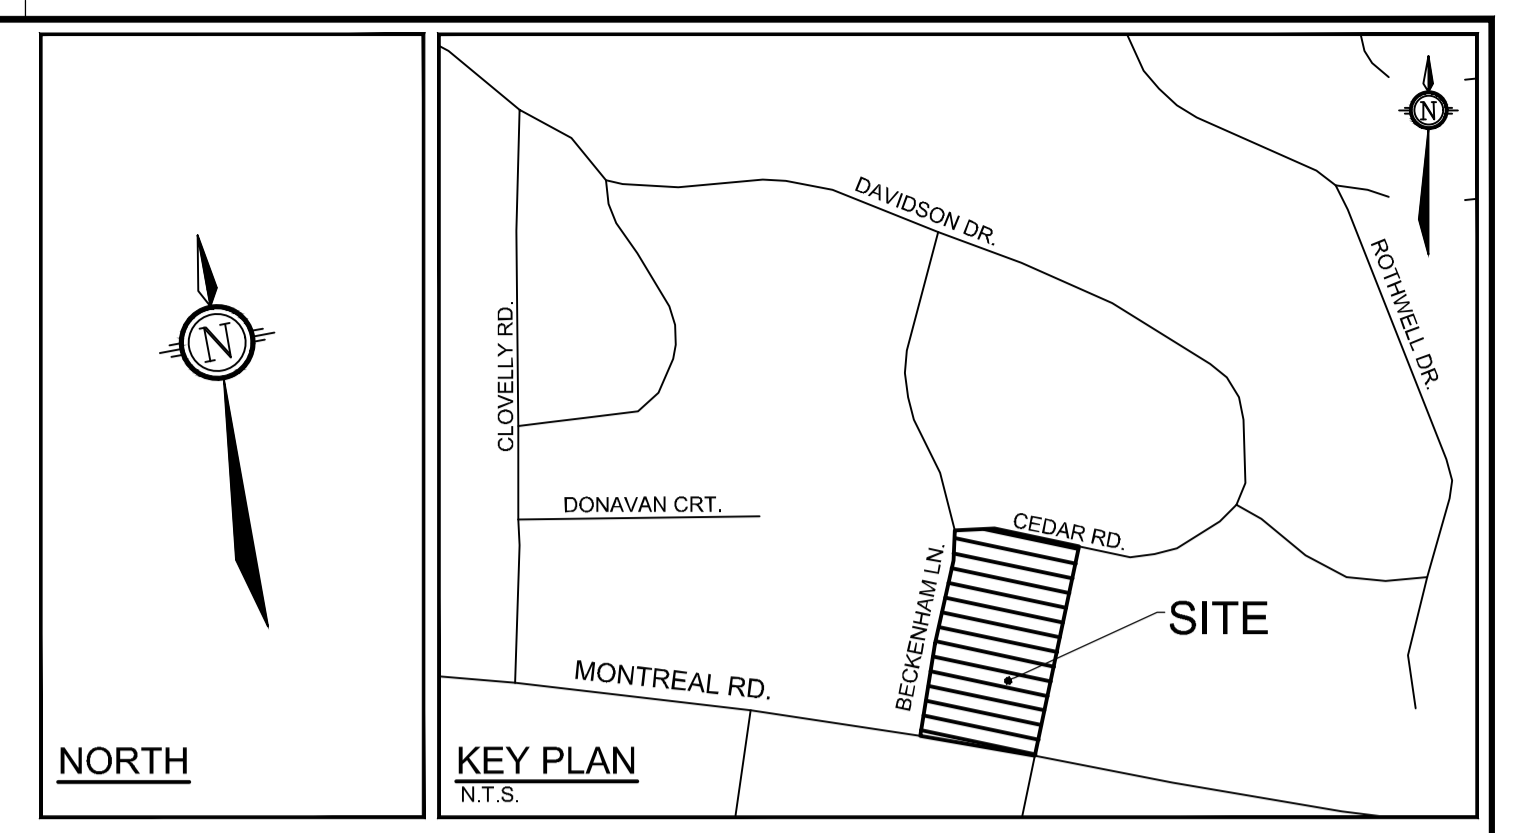 N
NORTH
N
DAVIDSON DR.
ROTHWELL DR.
CLOVELLY RD.
DONAVAN CRT.
CEDAR RD.
BECKENHAM LN.
SITE
MONTREAL RD.
KEY PLAN
N.T.S.